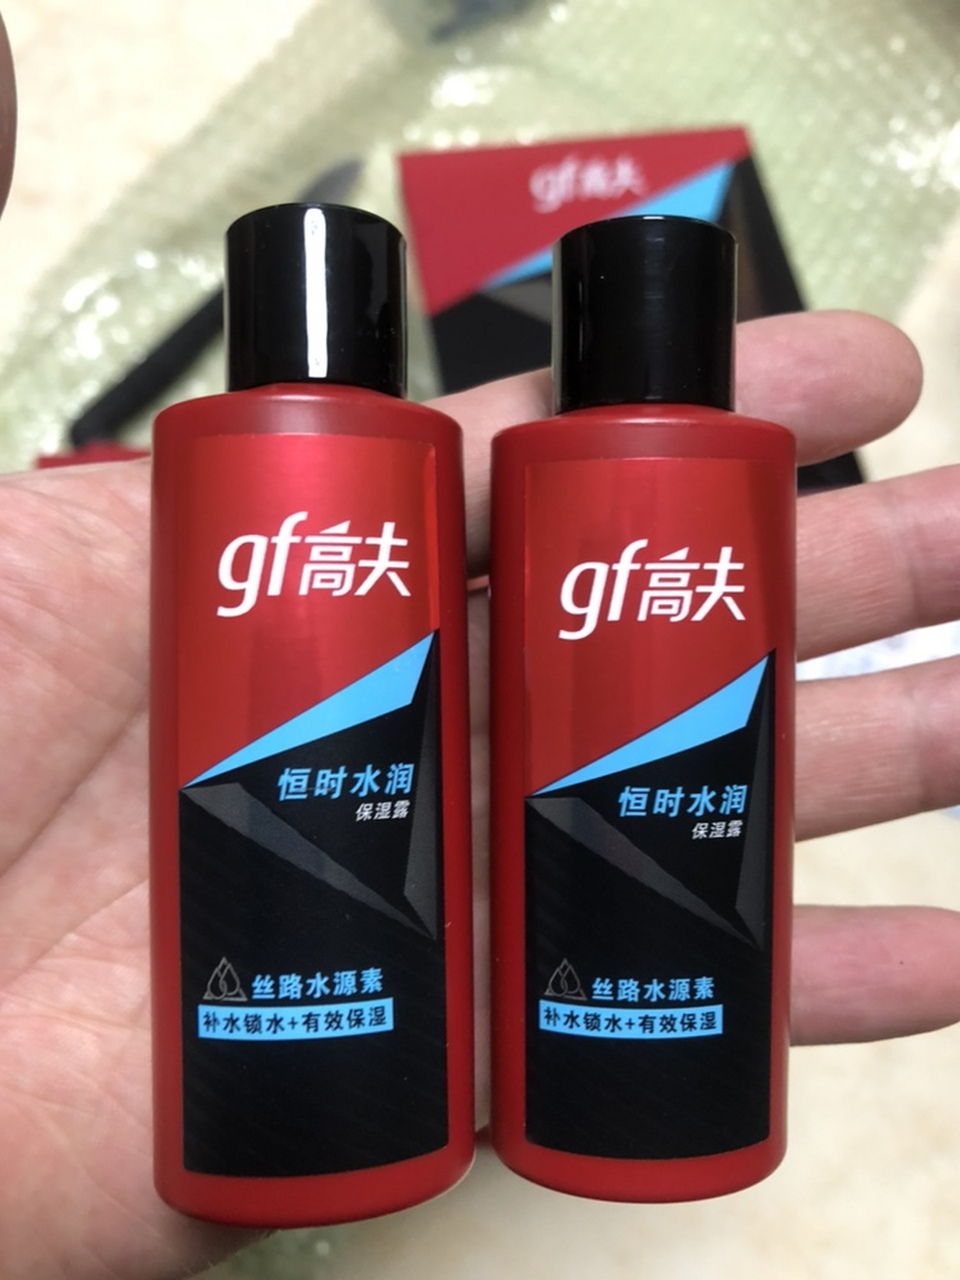 gf高夫
gf高夫
恒时水润
保湿露
丝路水源素
补水锁水+有效保湿
gf高夫
恒时水润
保湿露
丝路水源素
补水锁水+有效保湿